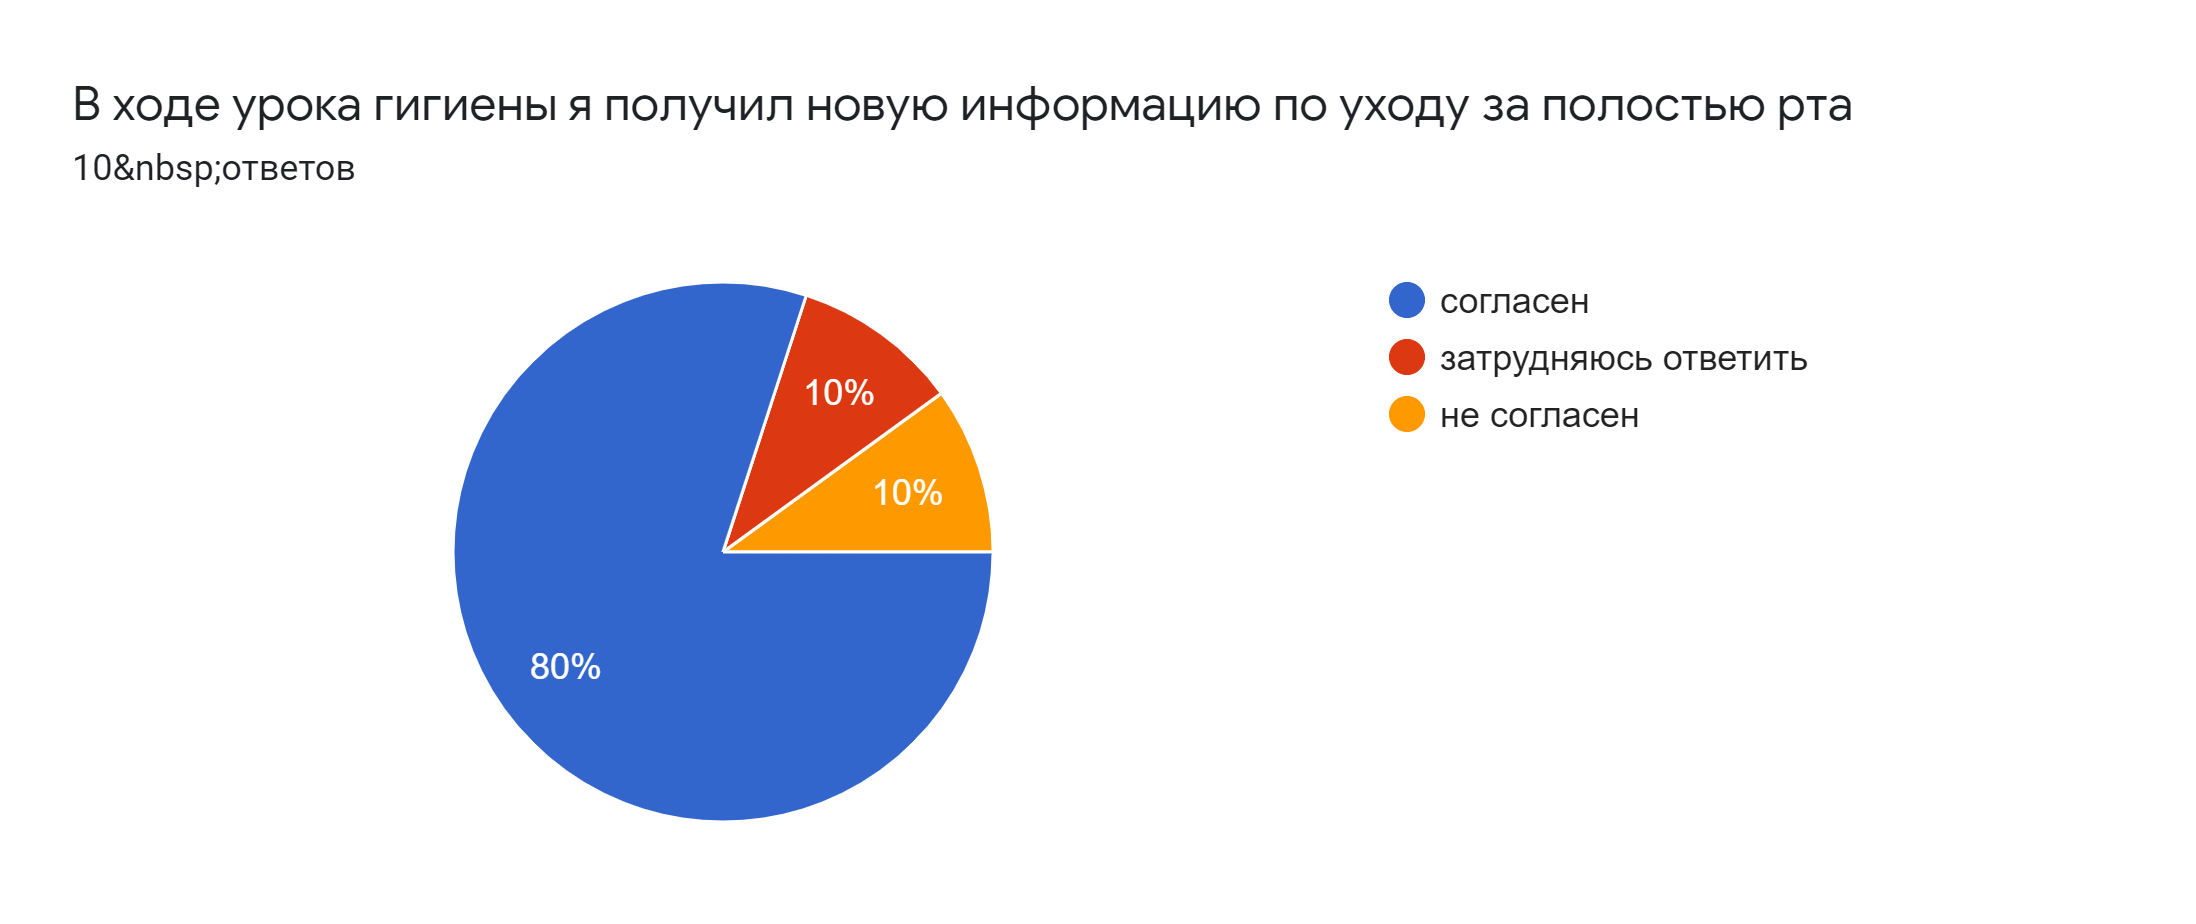 В ходе урока гигиены я получил новую информацию по уходу за полостью рта
10&nbsp;ответов
согласен
затрудняюсь ответить
не согласен
10%
10%
80%